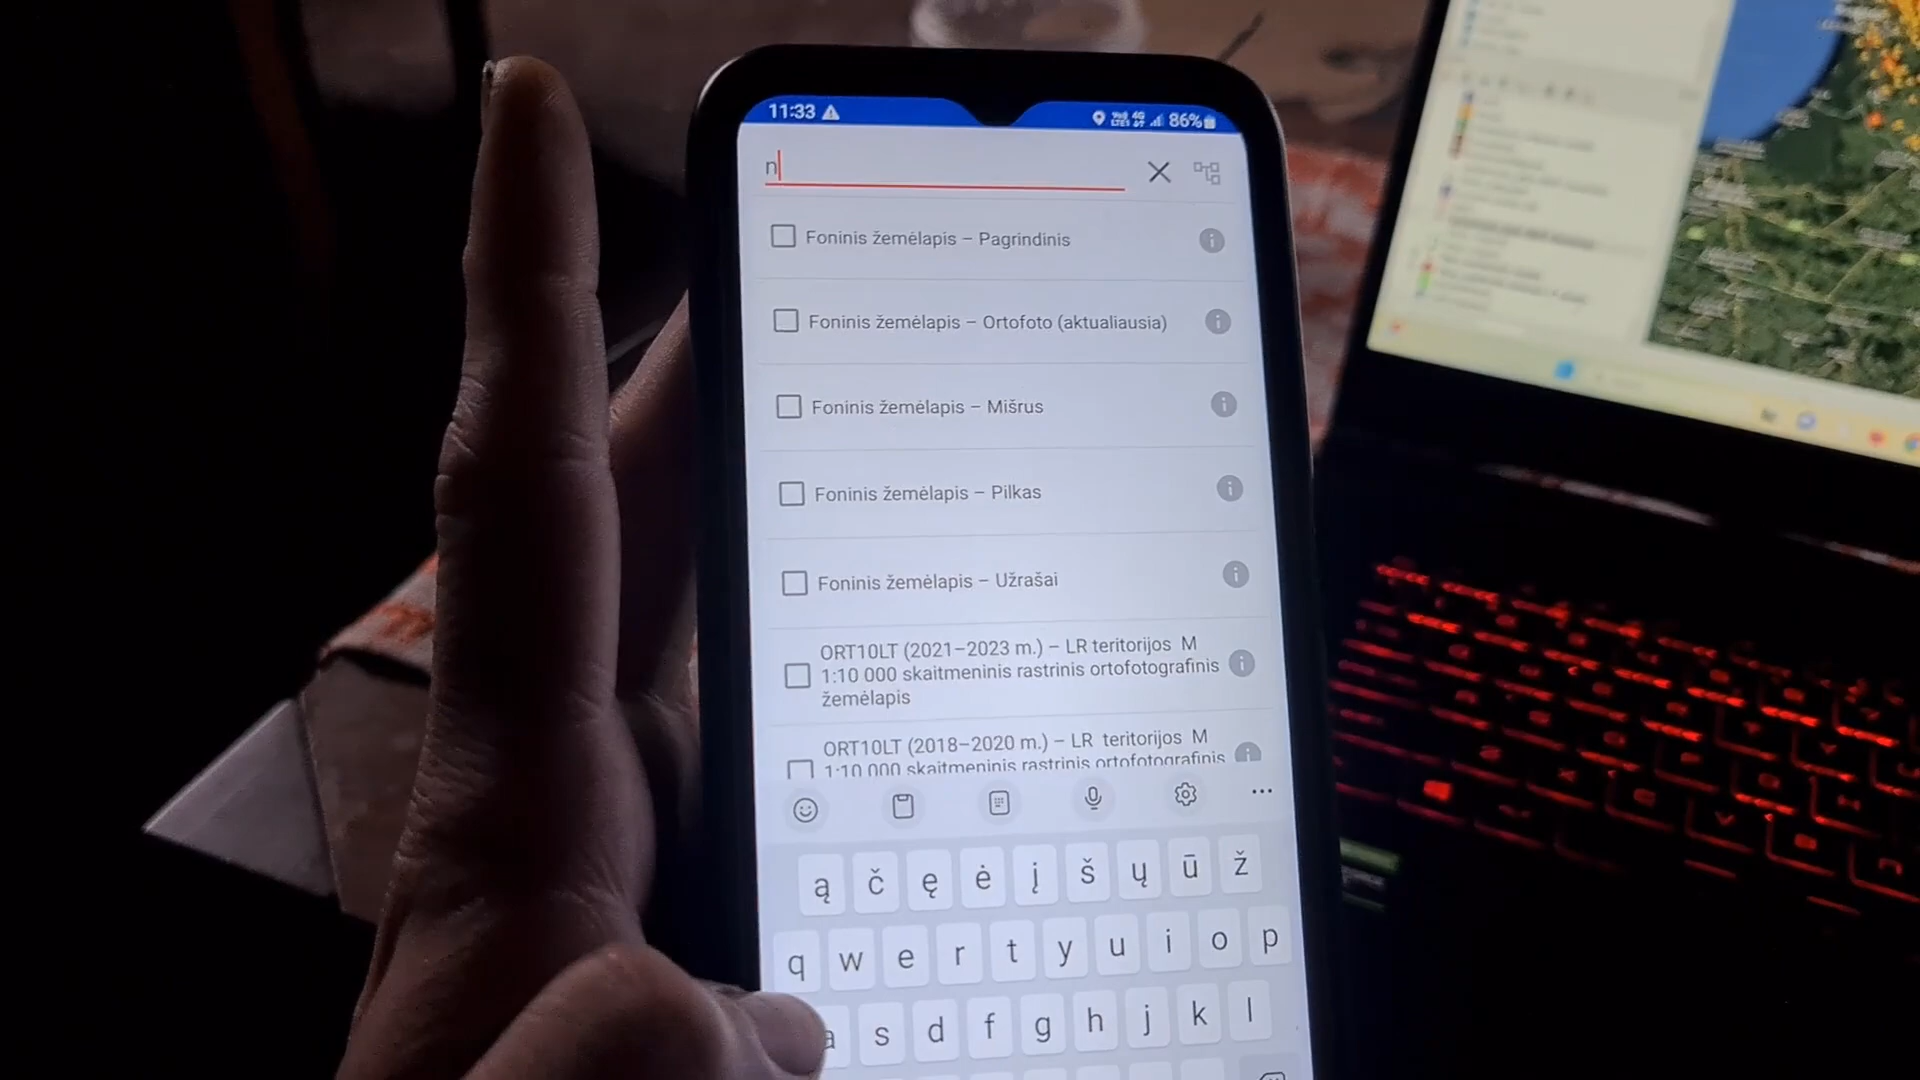 11:33
86%
n
Foninis žemėlapis – Pagrindinis
Foninis žemėlapis – Ortofoto (aktualiausia)
Foninis žemėlapis – Mišrus
Foninis žemėlapis – Pilkas
Foninis žemėlapis – Užrašai
ORT10LT (2021–2023 m.) – LR teritorijos M
1:10 000 skaitmeninis rastrinis ortofotografinis
žemėlapis
ORT10LT (2018–2020 m.) – LR teritorijos M
1:10 000 skaitmeninis rastrinis ortofotografinis
ą č ę ė į š ų ū ž
q w e r t y u i o p
a s d f g h j k l